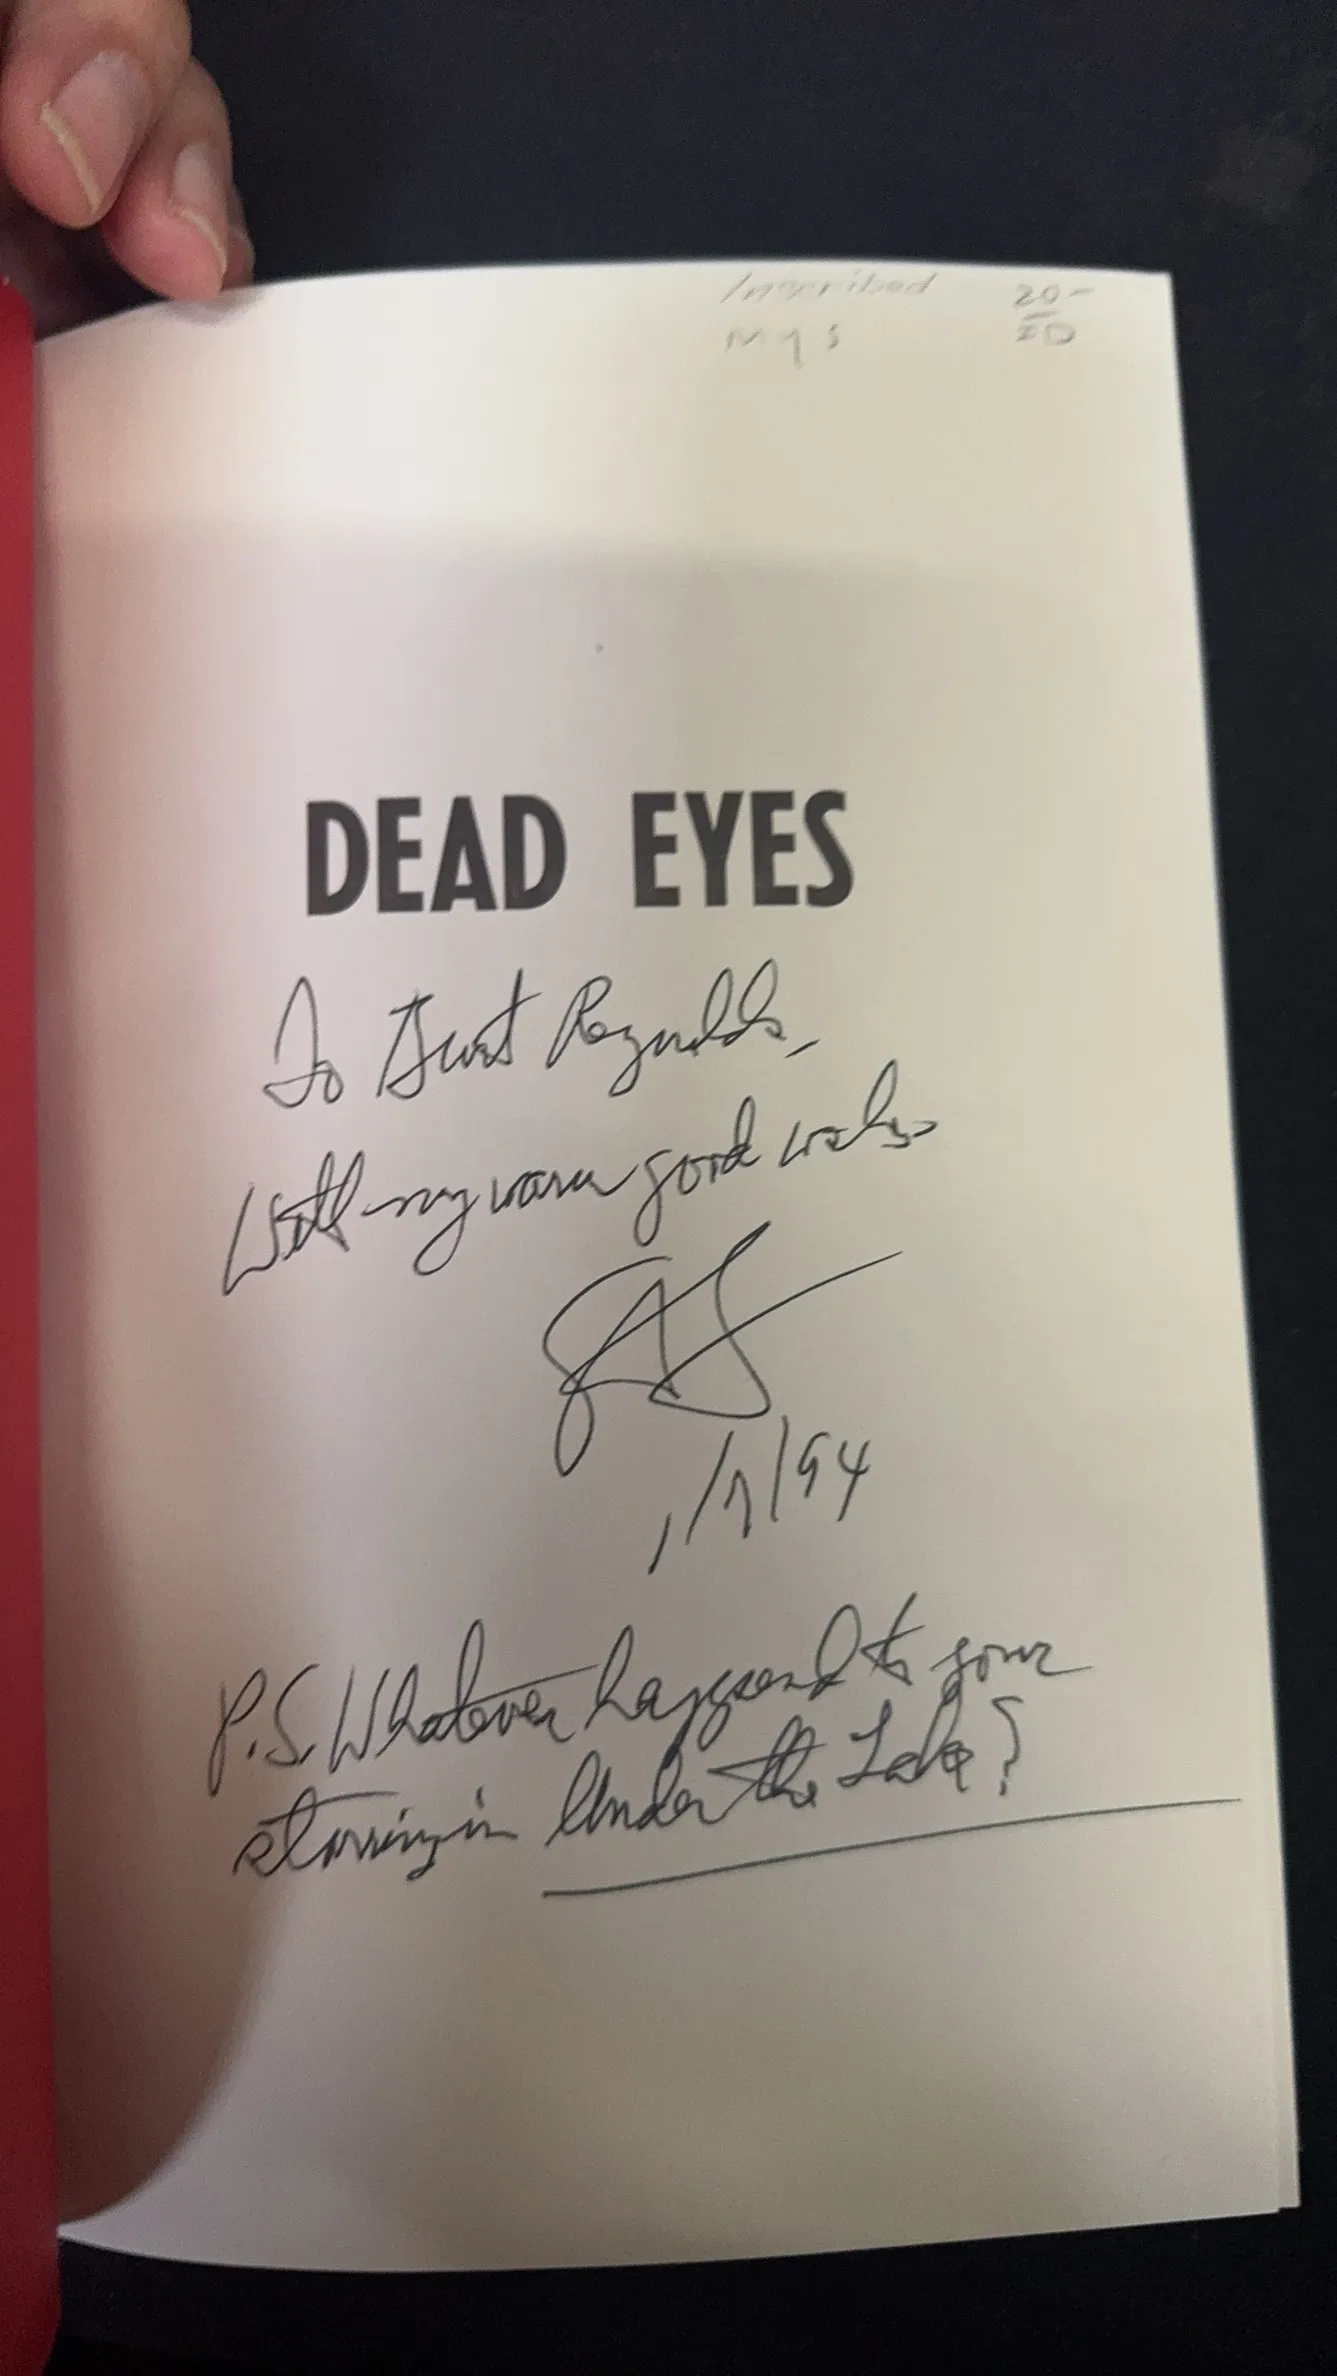 Inscribed 20-
mys 20
DEAD EYES
To Burt Reynolds,
With my warm good wishes
1/7/94
P.S. Whatever happened to your
starring in Under the Lake?